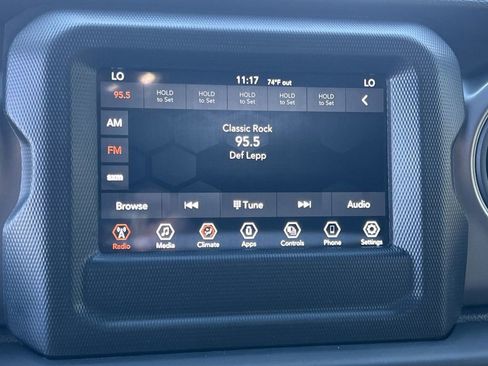 LO 11:17 74°F out LO
95.5 HOLD to Set HOLD to Set HOLD to Set HOLD to Set HOLD to Set
AM
Classic Rock
FM
95.5
Def Lepp
Browse Tune Audio
Radio Media Climate Apps Controls Phone Settings